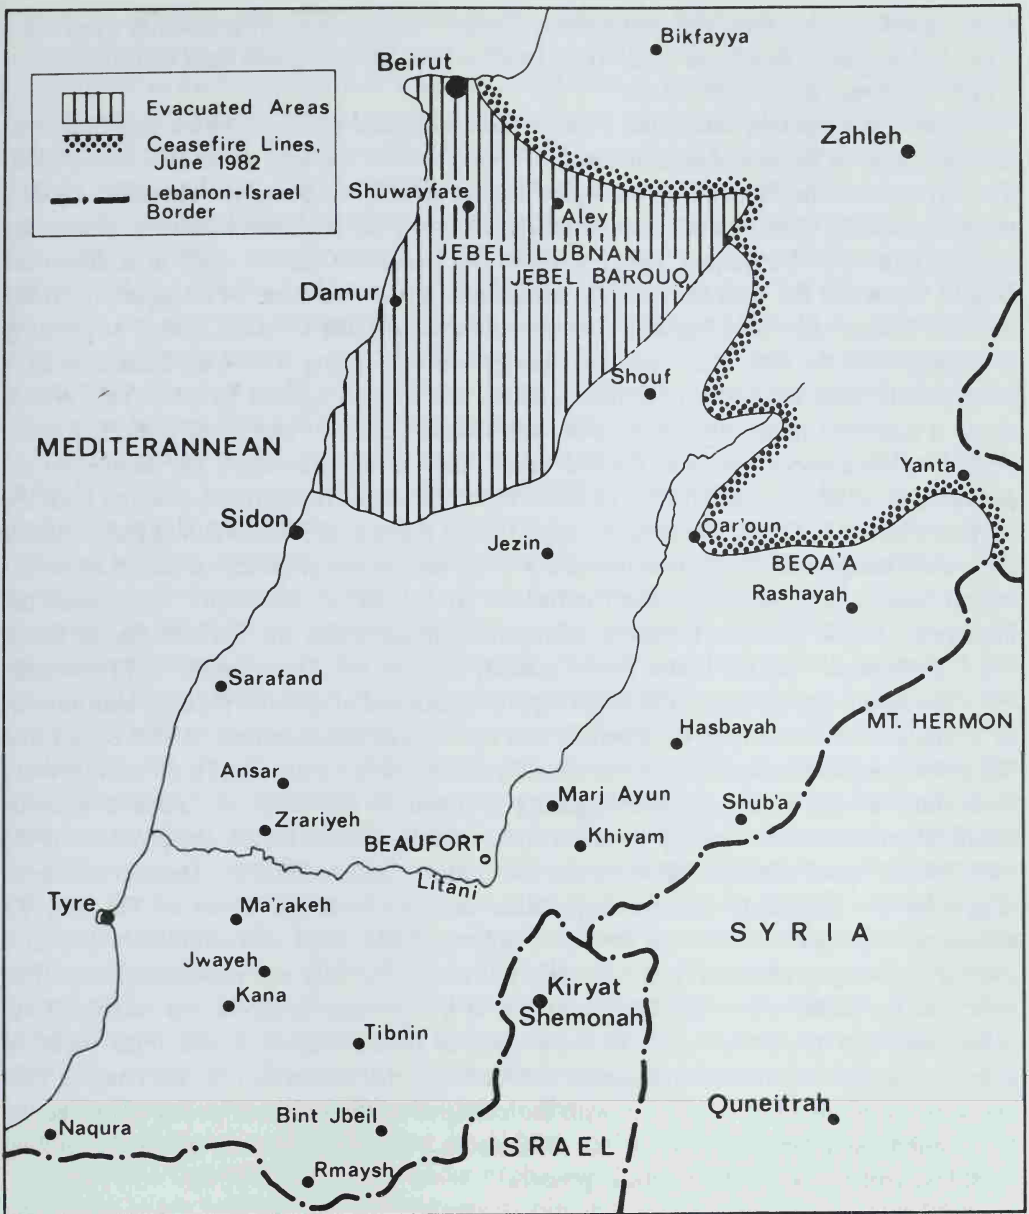 Bikfayya
Beirut
Evacuated Areas
Ceasefire Lines,
June 1982
Lebanon-Israel
Border
Zahleh
Shuwayfate
Aley
JEBEL LUBNAN
JEBEL BAROUQ
Damur
Shouf
MEDITERANNEAN
Yanta
Sidon
Qar'oun
Jezin
BEQA'A
Rashayah
Sarafand
MT. HERMON
Hasbayah
Ansar
Marj Ayun
Shub'a
Zrariyeh
Khiyam
BEAUFORT
Litani
Tyre
Ma'rakeh
SYRIA
Jwayeh
Kana
Kiryat
Shemonah
Tibnin
Quneitrah
Bint Jbeil
Naqura
ISRAEL
Rmaysh